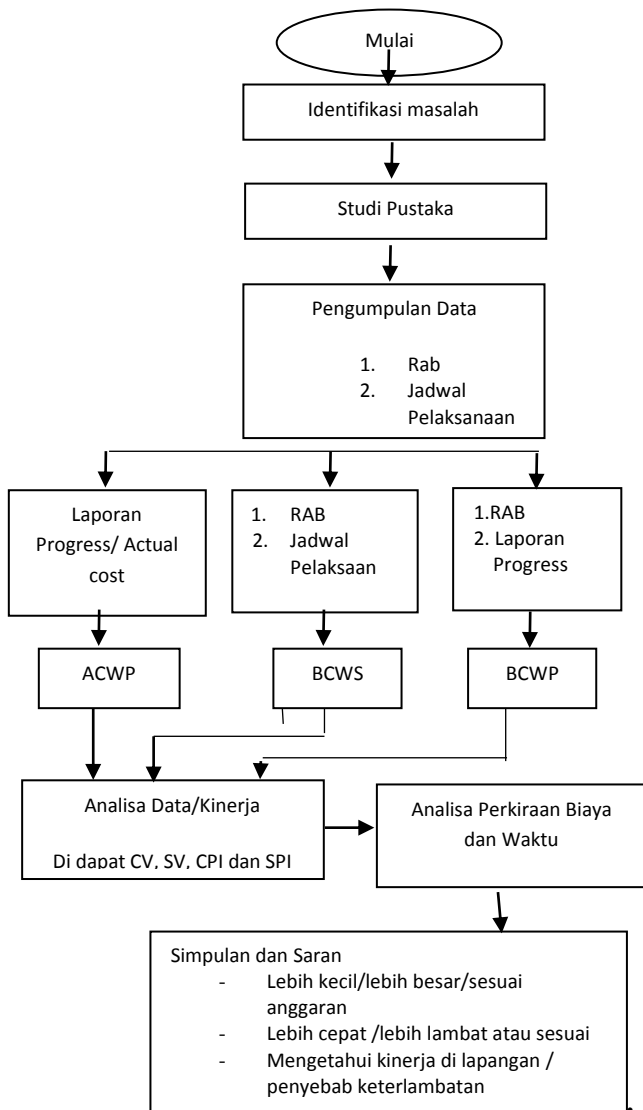 Mulai
Identifikasi masalah
Studi Pustaka
Pengumpulan Data
1. Rab
2. Jadwal
Pelaksanaan
Laporan
Progress/ Actual
cost
1. RAB
2. Jadwal
Pelaksaan
1.RAB
2. Laporan
Progress
ACWP
BCWS
BCWP
Analisa Data/Kinerja
Di dapat CV, SV, CPI dan SPI
Analisa Perkiraan Biaya
dan Waktu
Simpulan dan Saran
- Lebih kecil/lebih besar/sesuai
anggaran
- Lebih cepat /lebih lambat atau sesuai
- Mengetahui kinerja di lapangan /
penyebab keterlambatan